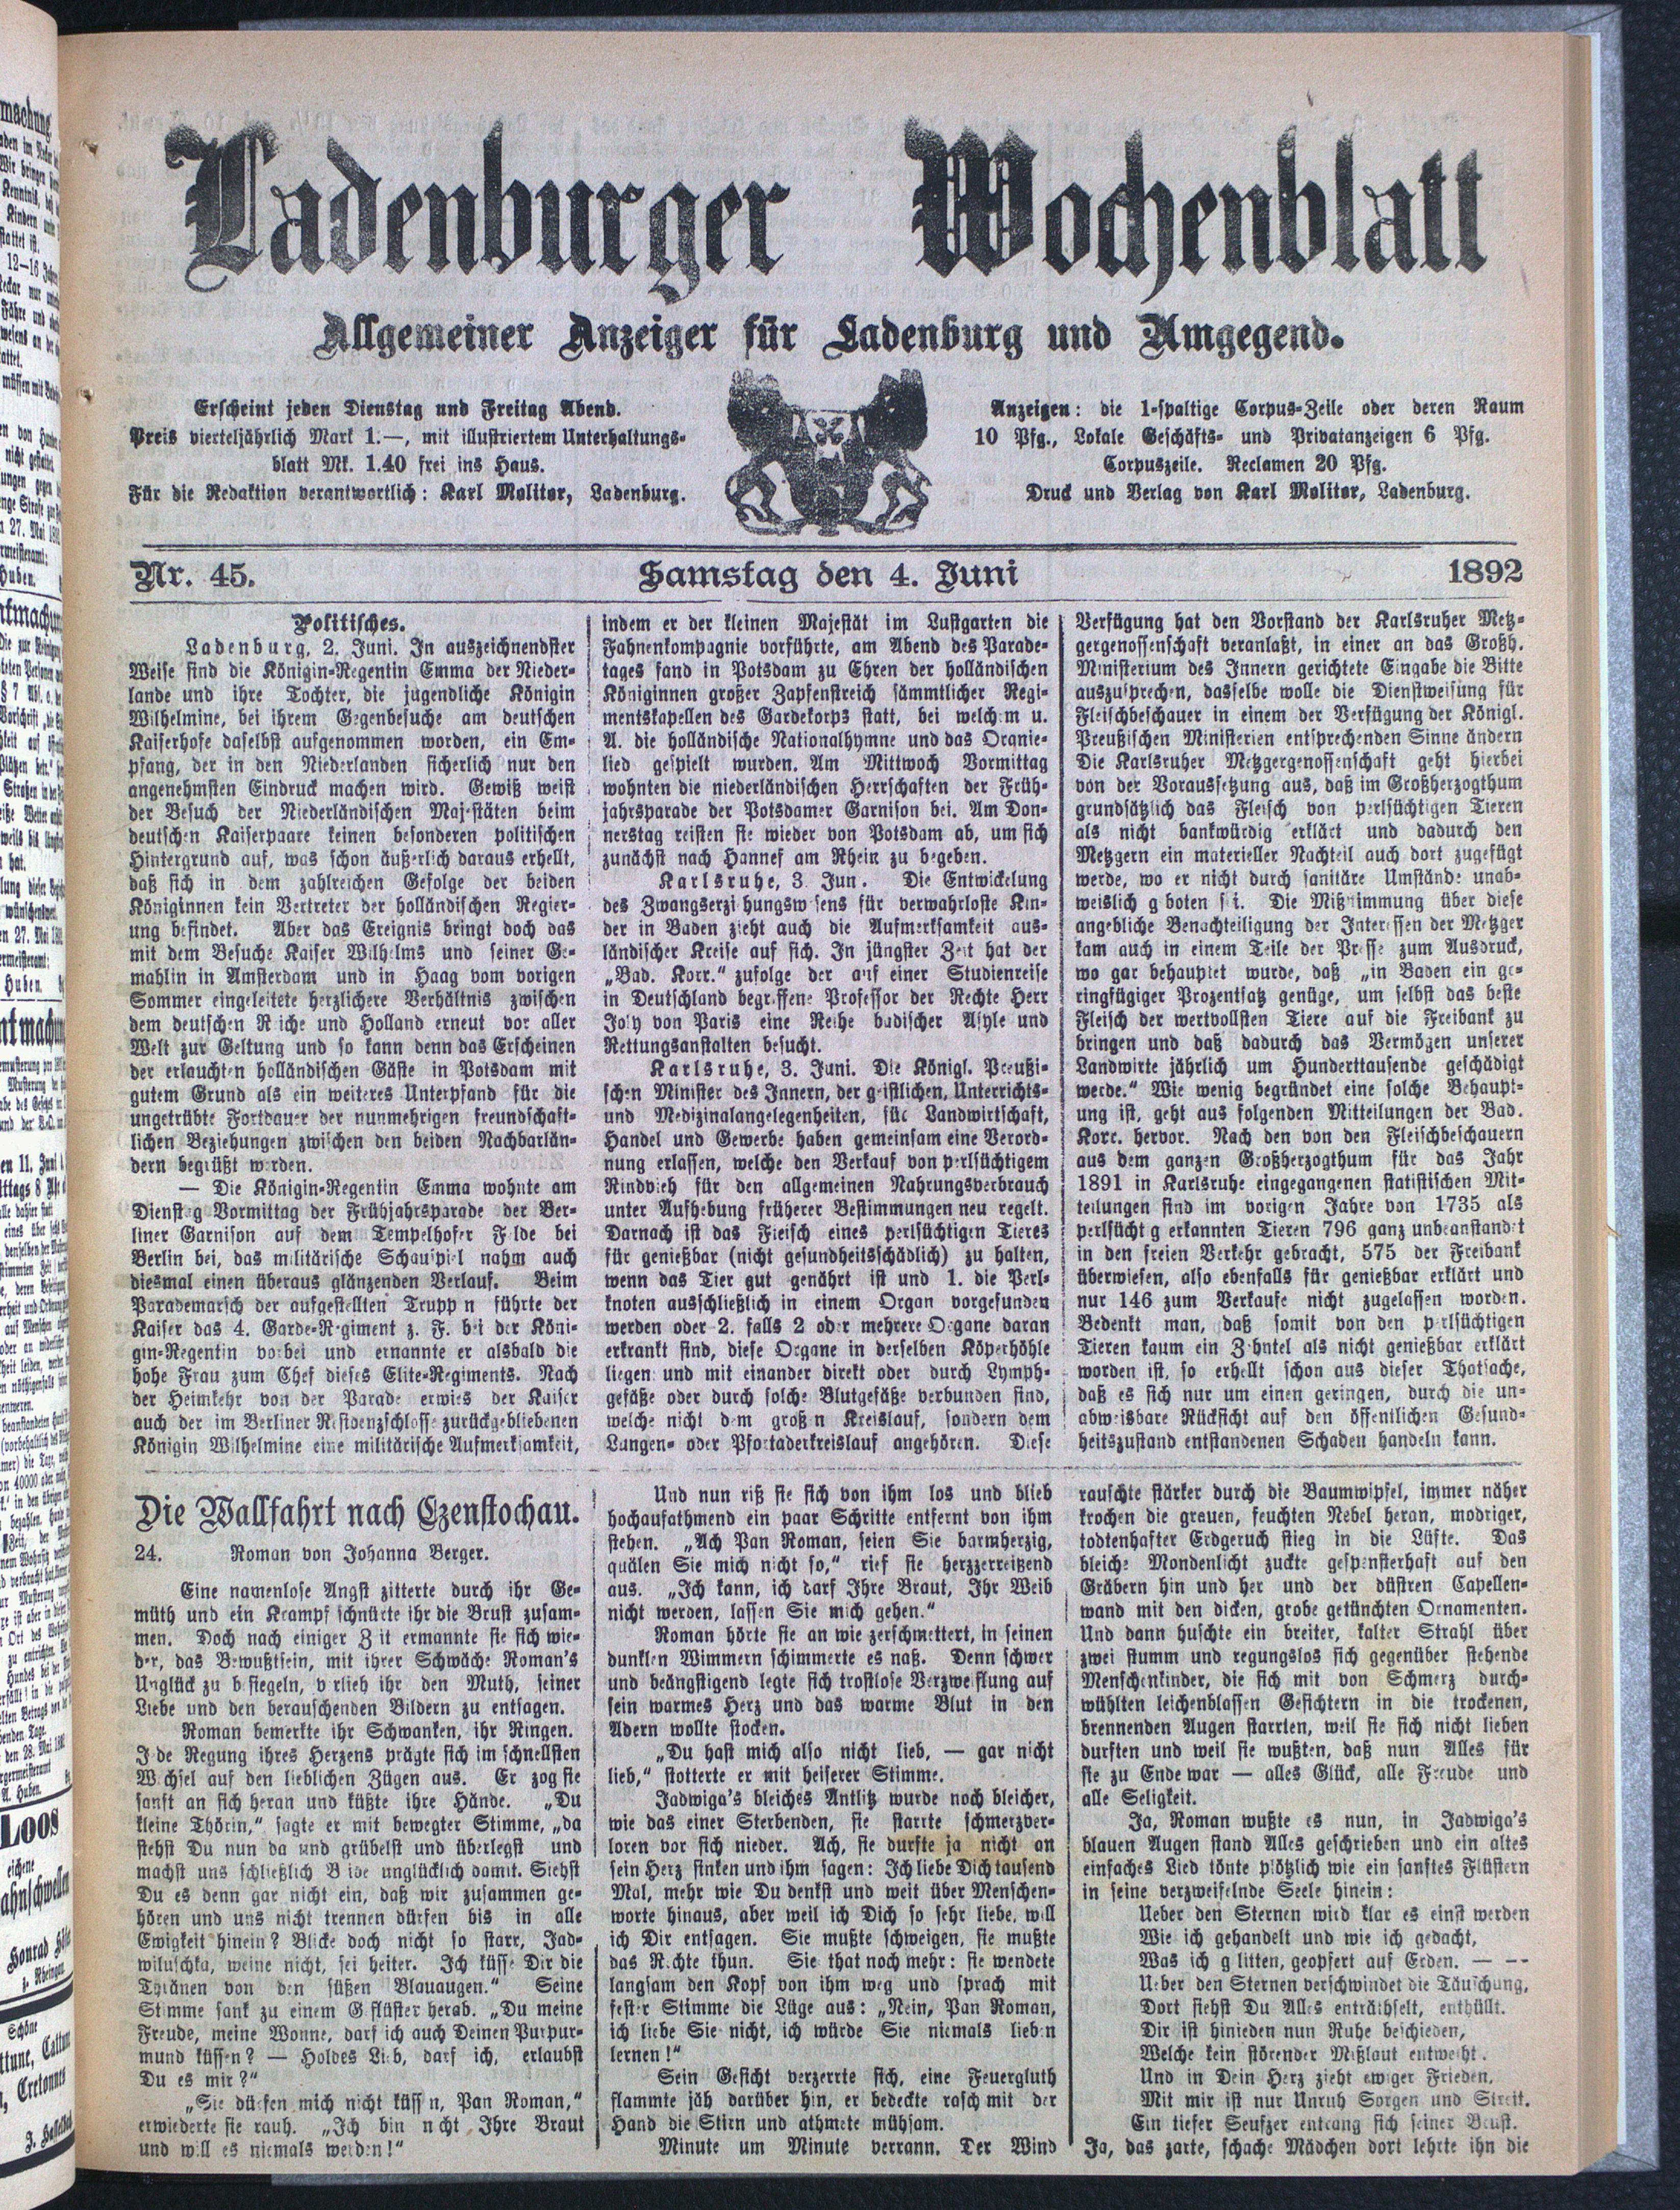 Ladenburger Wochenblatt
Allgemeiner Anzeiger für Ladenburg und Umgegend.
Erscheint jeden Dienstag und Freitag Abend.
Preis vierteljährlich Mark 1.—, mit illustriertem Unterhaltungs-
blatt Mk. 1.40 frei ins Haus.
Für die Redaktion verantwortlich: Karl Molitor, Ladenburg.
Anzeigen: die 1-spaltige Corpus-Zeile oder deren Raum
10 Pfg., Lokale Geschäfts- und Privatanzeigen 6 Pfg.
Corpuszeile. Reclamen 20 Pfg.
Druck und Verlag von Karl Molitor, Ladenburg.
Nr. 45.
Samstag den 4. Juni
1892
Politisches.
Ladenburg, 2. Juni. In auszeichnendster
Weise sind die Königin-Regentin Emma der Nieder-
lande und ihre Tochter, die jugendliche Königin
Wilhelmine, bei ihrem Gegenbesuche am deutschen
Kaiserhofe daselbst aufgenommen worden, ein Em-
pfang, der in den Niederlanden sicherlich nur den
angenehmsten Eindruck machen wird. Gewiß weist
der Besuch der Niederländischen Majestäten beim
deutschen Kaiserpaare keinen besonderen politischen
Hintergrund auf, was schon äußerlich daraus erhellt,
daß sich in dem zahlreichen Gefolge der beiden
Königinnen kein Vertreter der holländischen Regier-
ung befindet. Aber das Ereignis bringt doch das
mit dem Besuche Kaiser Wilhelms und seiner Ge-
mahlin in Amsterdam und in Haag vom vorigen
Sommer eingeleitete herzlichere Verhältnis zwischen
dem deutschen Reiche und Holland erneut vor aller
Welt zur Geltung und so kann denn das Erscheinen
der erlauchten holländischen Gäste in Potsdam mit
gutem Grund als ein weiteres Unterpfand für die
ungetrübte Fortdauer der nunmehrigen freundschaft-
lichen Beziehungen zwischen den beiden Nachbarlän-
dern begrüßt werden.
— Die Königin-Regentin Emma wohnte am
Dienstag Vormittag der Frühjahrsparade der Ber-
liner Garnison auf dem Tempelhofer Felde bei
Berlin bei, das militärische Schauspiel nahm auch
diesmal einen überaus glänzenden Verlauf. Beim
Parademarsch der aufgestellten Truppen führte der
Kaiser das 4. Garde-Regiment z. F. bei der Köni-
gin-Regentin vorbei und ernannte er alsbald die
hohe Frau zum Chef dieses Elite-Regiments. Nach
der Heimkehr von der Parade erwies der Kaiser
auch der im Berliner Residenzschlosse zurückgebliebenen
Königin Wilhelmine eine militärische Aufmerksamkeit,
indem er der kleinen Majestät im Lustgarten die
Fahnenkompagnie vorführte, am Abend des Parade-
tages fand in Potsdam zu Ehren der holländischen
Königinnen großer Zapfenstreich sämmtlicher Regi-
mentskapellen des Gardekorps statt, bei welchem u.
A. die holländische Nationalhymne und das Oranie-
lied gespielt wurden. Am Mittwoch Vormittag
wohnten die niederländischen Herrschaften der Früh-
jahrsparade der Potsdamer Garnison bei. Am Don-
nerstag reisten sie wieder von Potsdam ab, um sich
zunächst nach Hannef am Rhein zu begeben.
Karlsruhe, 3. Jun. Die Entwickelung
des Zwangserziehungswesens für verwahrloste Kin-
der in Baden zieht auch die Aufmerksamkeit aus-
ländischer Kreise auf sich. In jüngster Zeit hat der
„Bad. Korr.“ zufolge der auf einer Studienreise
in Deutschland begriffene Professor der Rechte Herr
Joly von Paris eine Reihe badischer Asyle und
Rettungsanstalten besucht.
Karlsruhe, 3. Juni. Die Königl. Preußi-
schen Minister des Innern, der geistlichen, Unterrichts-
und Medizinalangelegenheiten, für Landwirtschaft,
Handel und Gewerbe haben gemeinsam eine Verord-
nung erlassen, welche den Verkauf von perlsüchtigem
Rindvieh für den allgemeinen Nahrungsverbrauch
unter Aufhebung früherer Bestimmungen neu regelt.
Darnach ist das Fleisch eines perlsüchtigen Tieres
für genießbar (nicht gesundheitsschädlich) zu halten,
wenn das Tier gut genährt ist und 1. die Perl-
knoten ausschließlich in einem Organ vorgefunden
werden oder 2. falls 2 oder mehrere Organe daran
erkrankt sind, diese Organe in derselben Köperhöhle
liegen und mit einander direkt oder durch Lymph-
gefäße oder durch solche Blutgefäße verbunden sind,
welche nicht dem großen Kreislauf, sondern dem
Lungen- oder Pfortaderkreislauf angehören. Diese
Verfügung hat den Vorstand der Karlsruher Metz-
gergenossenschaft veranlaßt, in einer an das Großh.
Ministerium des Innern gerichtete Eingabe die Bitte
auszusprechen, dasselbe wolle die Dienstweisung für
Fleischbeschauer in einem der Verfügung der Königl.
Preußischen Ministerien entsprechenden Sinne ändern
Die Karlsruher Metzgergenossenschaft geht hierbei
von der Voraussetzung aus, daß im Großherzogthum
grundsätzlich das Fleisch von perlsüchtigen Tieren
als nicht bankwürdig erklärt und dadurch den
Metzgern ein materieller Nachteil auch dort zugefügt
werde, wo er nicht durch sanitäre Umstände unab-
weislich geboten sei. Die Mißstimmung über diese
angebliche Benachteiligung der Interessen der Metzger
kam auch in einem Teile der Presse zum Ausdruck,
wo gar behauptet wurde, daß „in Baden ein ge-
ringfügiger Prozentsatz genüge, um selbst das beste
Fleisch der wertvollsten Tiere auf die Freibank zu
bringen und daß dadurch das Vermögen unserer
Landwirte jährlich um Hunderttausende geschädigt
werde.“ Wie wenig begründet eine solche Behaupt-
ung ist, geht aus folgenden Mitteilungen der Bad.
Korr. hervor. Nach den von den Fleischbeschauern
aus dem ganzen Großherzogthum für das Jahr
1891 in Karlsruhe eingegangenen statistischen Mit-
teilungen sind im vorigen Jahre von 1735 als
perlsüchtig erkannten Tieren 796 ganz unbeanstandet
in den freien Verkehr gebracht, 575 der Freibank
überwiesen, also ebenfalls für genießbar erklärt und
nur 146 zum Verkaufe nicht zugelassen worden.
Bedenkt man, daß somit von den perlsüchtigen
Tieren kaum ein Zehntel als nicht genießbar erklärt
worden ist, so erhellt schon aus dieser Thatsache,
daß es sich nur um einen geringen, durch die un-
abweisbare Rücksicht auf den öffentlichen Gesund-
heitszustand entstandenen Schaden handeln kann.
Die Wallfahrt nach Czenstochau.
24. Roman von Johanna Berger.
Eine namenlose Angst zitterte durch ihr Ge-
müth und ein Krampf schnürte ihr die Brust zusam-
men. Doch nach einiger Zeit ermannte sie sich wie-
der, das Bewußtsein, mit ihrer Schwäche Roman's
Unglück zu besiegeln, verlieh ihr den Muth, seiner
Liebe und den berauschenden Bildern zu entsagen.
Roman bemerkte ihr Schwanken, ihr Ringen.
Jede Regung ihres Herzens prägte sich im schnellsten
Wechsel auf den lieblichen Zügen aus. Er zog sie
sanft an sich heran und küßte ihre Hände. „Du
kleine Thörin,“ sagte er mit bewegter Stimme, „da
stehst Du nun da und grübelst und überlegst und
machst uns schließlich Beide unglücklich damit. Siehst
Du es denn gar nicht ein, daß wir zusammen ge-
hören und uns nicht trennen dürfen bis in alle
Ewigkeit hinein? Blicke doch nicht so starr, Jad-
wiluschka, weine nicht, sei heiter. Ich küsse Dir die
Thränen von den süßen Blauaugen.“ Seine
Stimme sank zu einem Geflüster herab. „Du meine
Freude, meine Wonne, darf ich auch Deinen Purpur-
mund küssen? — Holdes Lieb, darf ich, erlaubst
Du es mir?“
„Sie dürfen mich nicht küssen, Pan Roman,“
erwiederte sie rauh. „Ich bin nicht Ihre Braut
und will es niemals werden!“
Und nun riß sie sich von ihm los und blieb
hochaufathmend ein paar Schritte entfernt von ihm
stehen. „Ach Pan Roman, seien Sie barmherzig,
quälen Sie mich nicht so,“ rief sie herzzerreißend
aus. „Ich kann, ich darf Ihre Braut, Ihr Weib
nicht werden, lassen Sie mich gehen.“
Roman hörte sie an wie zerschmettert, in seinen
dunklen Wimmern schimmerte es naß. Denn schwer
und beängstigend legte sich trostlose Verzweiflung auf
sein warmes Herz und das warme Blut in den
Adern wollte stocken.
„Du hast mich also nicht lieb, — gar nicht
lieb,“ stotterte er mit heiserer Stimme.
Jadwiga's bleiches Antlitz wurde noch bleicher,
wie das einer Sterbenden, sie starrte schmerzver-
loren vor sich nieder. Ach, sie durfte ja nicht an
sein Herz sinken und ihm sagen: Ich liebe Dich tausend
Mal, mehr wie Du denkst und weit über Menschen-
worte hinaus, aber weil ich Dich so sehr liebe, will
ich Dir entsagen. Sie mußte schweigen, sie mußte
das Rechte thun. Sie that noch mehr: sie wendete
langsam den Kopf von ihm weg und sprach mit
fester Stimme die Lüge aus: „Nein, Pan Roman,
ich liebe Sie nicht, ich würde Sie niemals lieben
lernen!“
Sein Gesicht verzerrte sich, eine Feuergluth
flammte jäh darüber hin, er bedeckte rasch mit der
Hand die Stirn und athmete mühsam.
Minute um Minute verrann. Der Wind
rauschte stärker durch die Baumwipfel, immer näher
krochen die grauen, feuchten Nebel heran, modriger,
todtenhafter Erdgeruch stieg in die Lüfte. Das
bleiche Mondenlicht zuckte gespensterhaft auf den
Gräbern hin und her und der düstren Capellen-
wand mit den dicken, grobe getünchten Ornamenten.
Und dann huschte ein breiter, kalter Strahl über
zwei stumm und regungslos sich gegenüber stehende
Menschenkinder, die sich mit von Schmerz durch-
wühlten leichenblassen Gesichtern in die trockenen,
brennenden Augen starrten, weil sie sich nicht lieben
durften und weil sie wußten, daß nun Alles für
sie zu Ende war — alles Glück, alle Freude und
alle Seligkeit.
Ja, Roman wußte es nun, in Jadwiga's
blauen Augen stand Alles geschrieben und ein altes
einfaches Lied tönte plötzlich wie ein sanftes Flüstern
in seine verzweifelnde Seele hinein:
Ueber den Sternen wird klar es einst werden
Wie ich gehandelt und wie ich gedacht,
Was ich gelitten, geopfert auf Erden. — —
Ueber den Sternen verschwindet die Täuschung,
Dort siehst Du Alles enträthselt, enthüllt.
Dir ist hinieden nun Ruhe beschieden,
Welche kein störender Mißlaut entweiht.
Und in Dein Herz zieht ewiger Frieden,
Mit mir ist nur Unruh Sorgen und Streit.
Ein tiefer Seufzer entrang sich seiner Brust.
Ja, das zarte, schache Mädchen dort lehrte ihn die